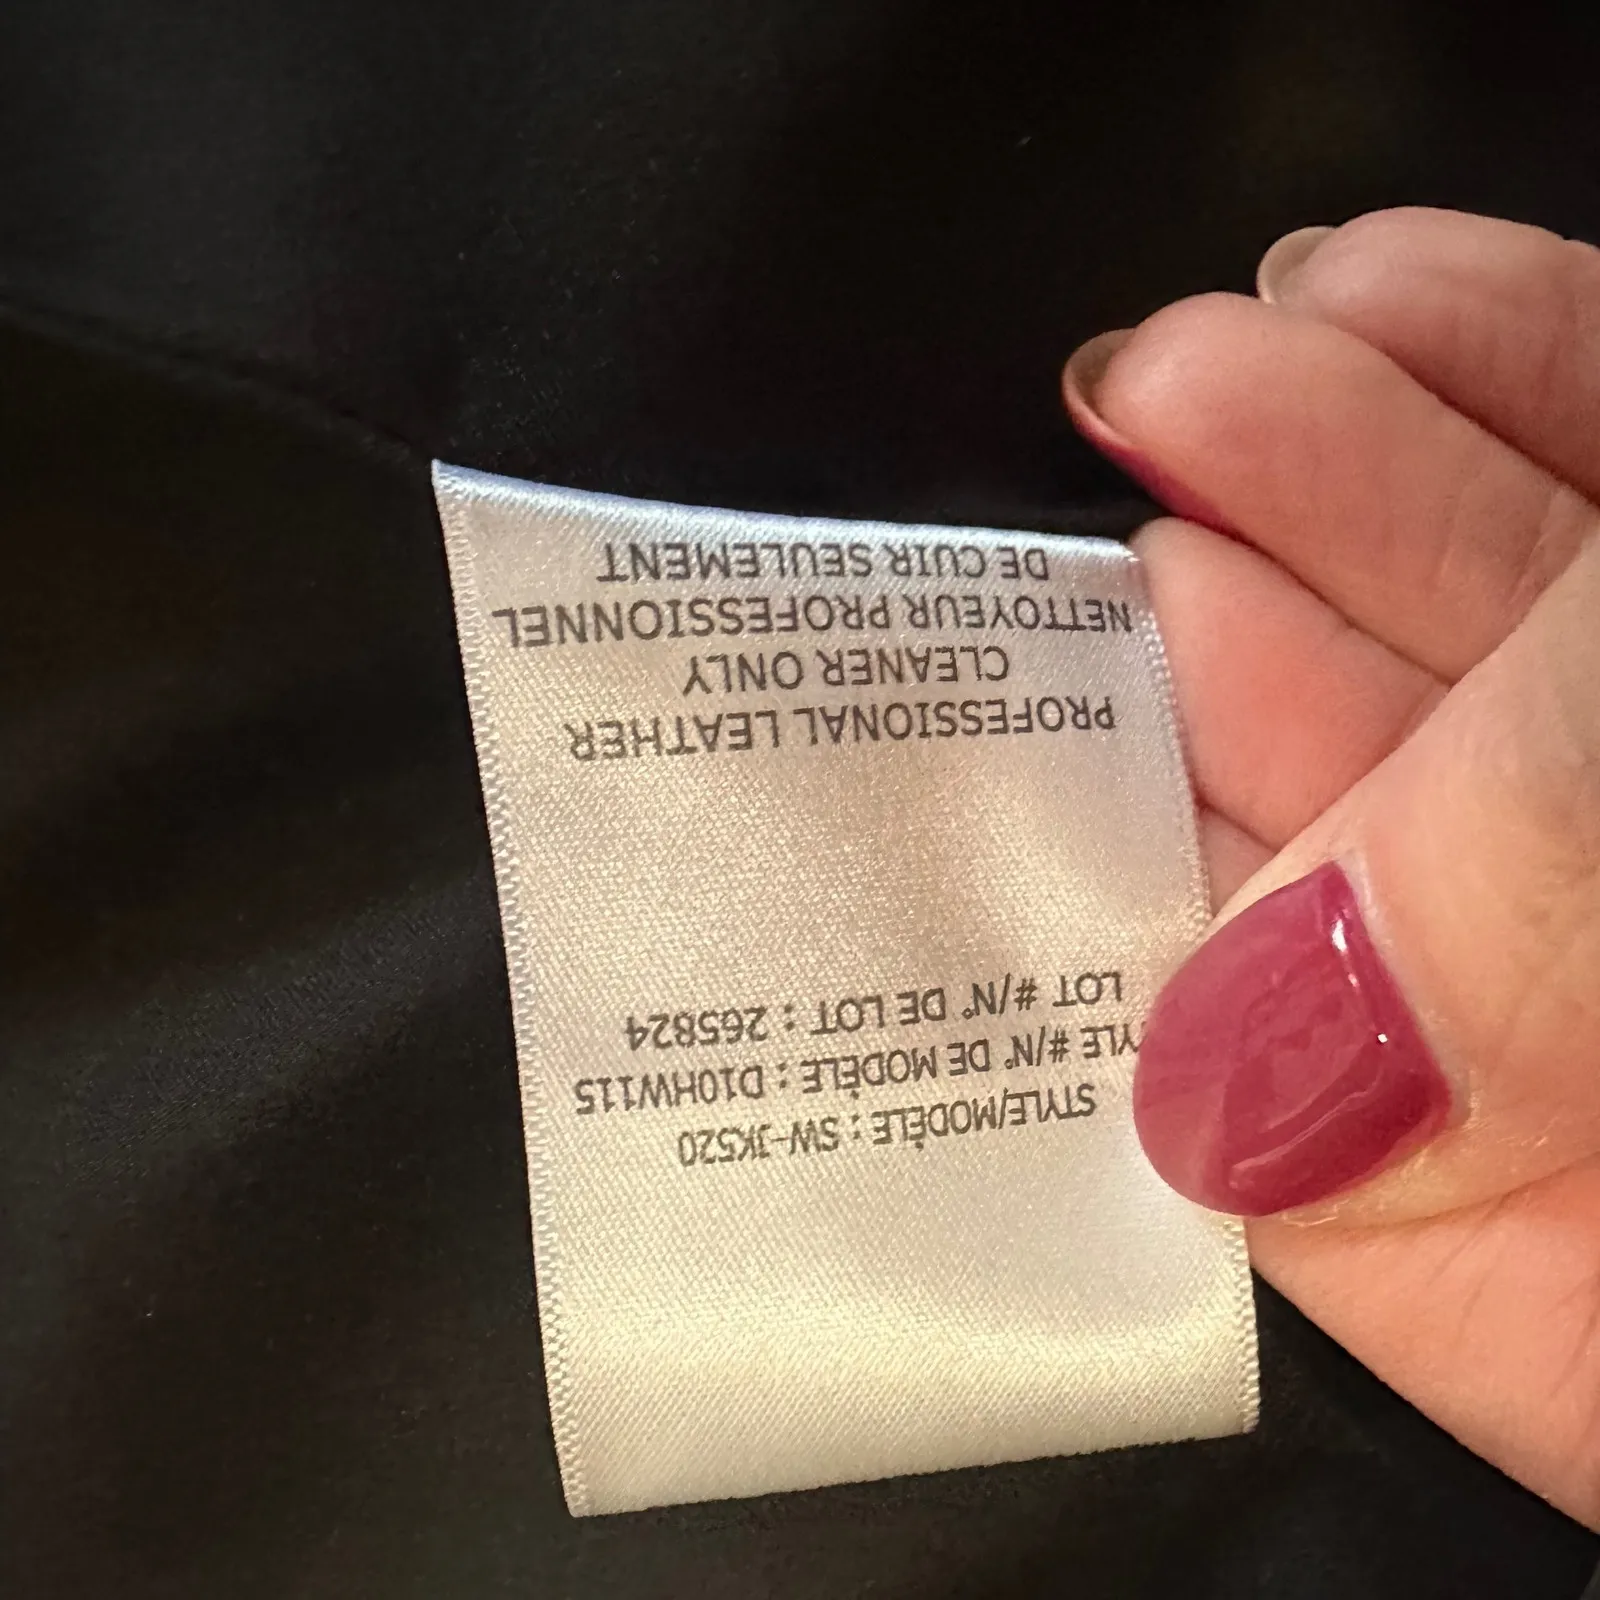 STYLE/MODÈLE : SW-JK520
YLE #/N° DE MODÈLE : D10HW115
LOT #/N° DE LOT : 265824
PROFESSIONAL LEATHER
CLEANER ONLY
NETTOYEUR PROFESSIONNEL
DE CUIR SEULEMENT